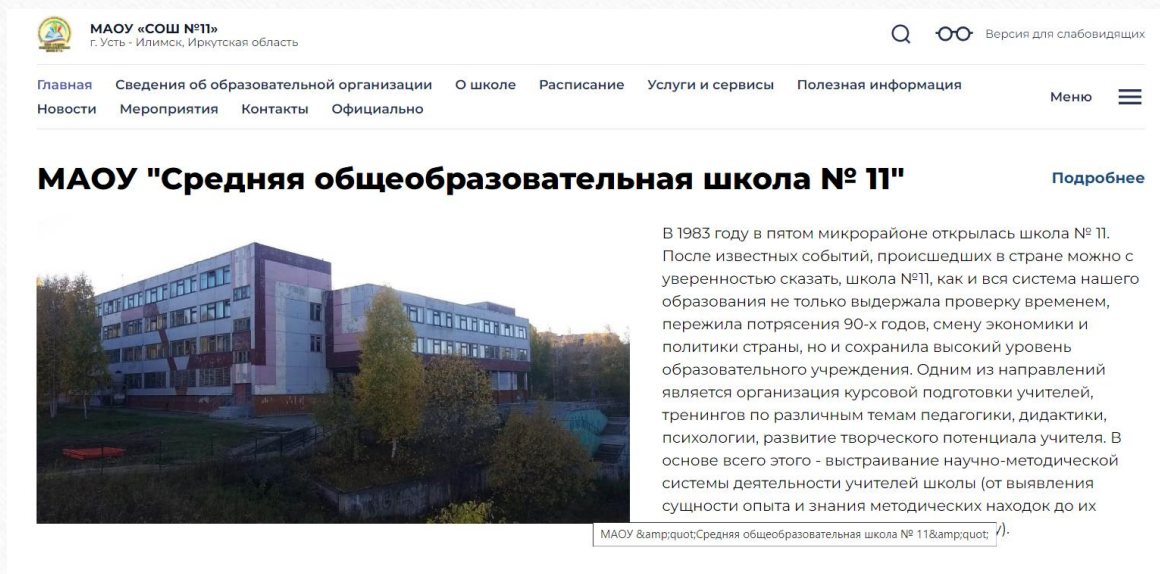 МАОУ «СОШ №11»
г. Усть - Илимск, Иркутская область
Версия для слабовидящих
Главная Сведения об образовательной организации О школе Расписание Услуги и сервисы Полезная информация
Новости Мероприятия Контакты Официально
Меню
МАОУ "Средняя общеобразовательная школа № 11"
Подробнее
В 1983 году в пятом микрорайоне открылась школа № 11.
После известных событий, происшедших в стране можно с
уверенностью сказать, школа №11, как и вся система нашего
образования не только выдержала проверку временем,
пережила потрясения 90-х годов, смену экономики и
политики страны, но и сохранила высокий уровень
образовательного учреждения. Одним из направлений
является организация курсовой подготовки учителей,
тренингов по различным темам педагогики, дидактики,
психологии, развитие творческого потенциала учителя. В
основе всего этого - выстраивание научно-методической
системы деятельности учителей школы (от выявления
сущности опыта и знания методических находок до их
МАОУ &amp;quot;Средняя общеобразовательная школа № 11&amp;quot;